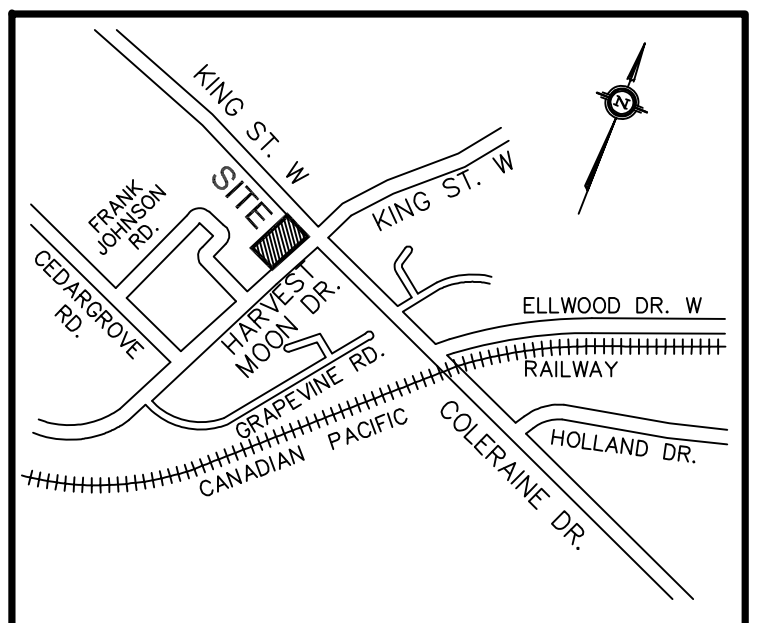 KING ST. W
N
SITE
KING ST. W
FRANK
JOHNSON
RD.
CEDARGROVE
RD.
HARVEST
MOON DR.
ELLWOOD DR. W
GRAPEVINE RD.
RAILWAY
CANADIAN PACIFIC
COLERAINE DR.
HOLLAND DR.